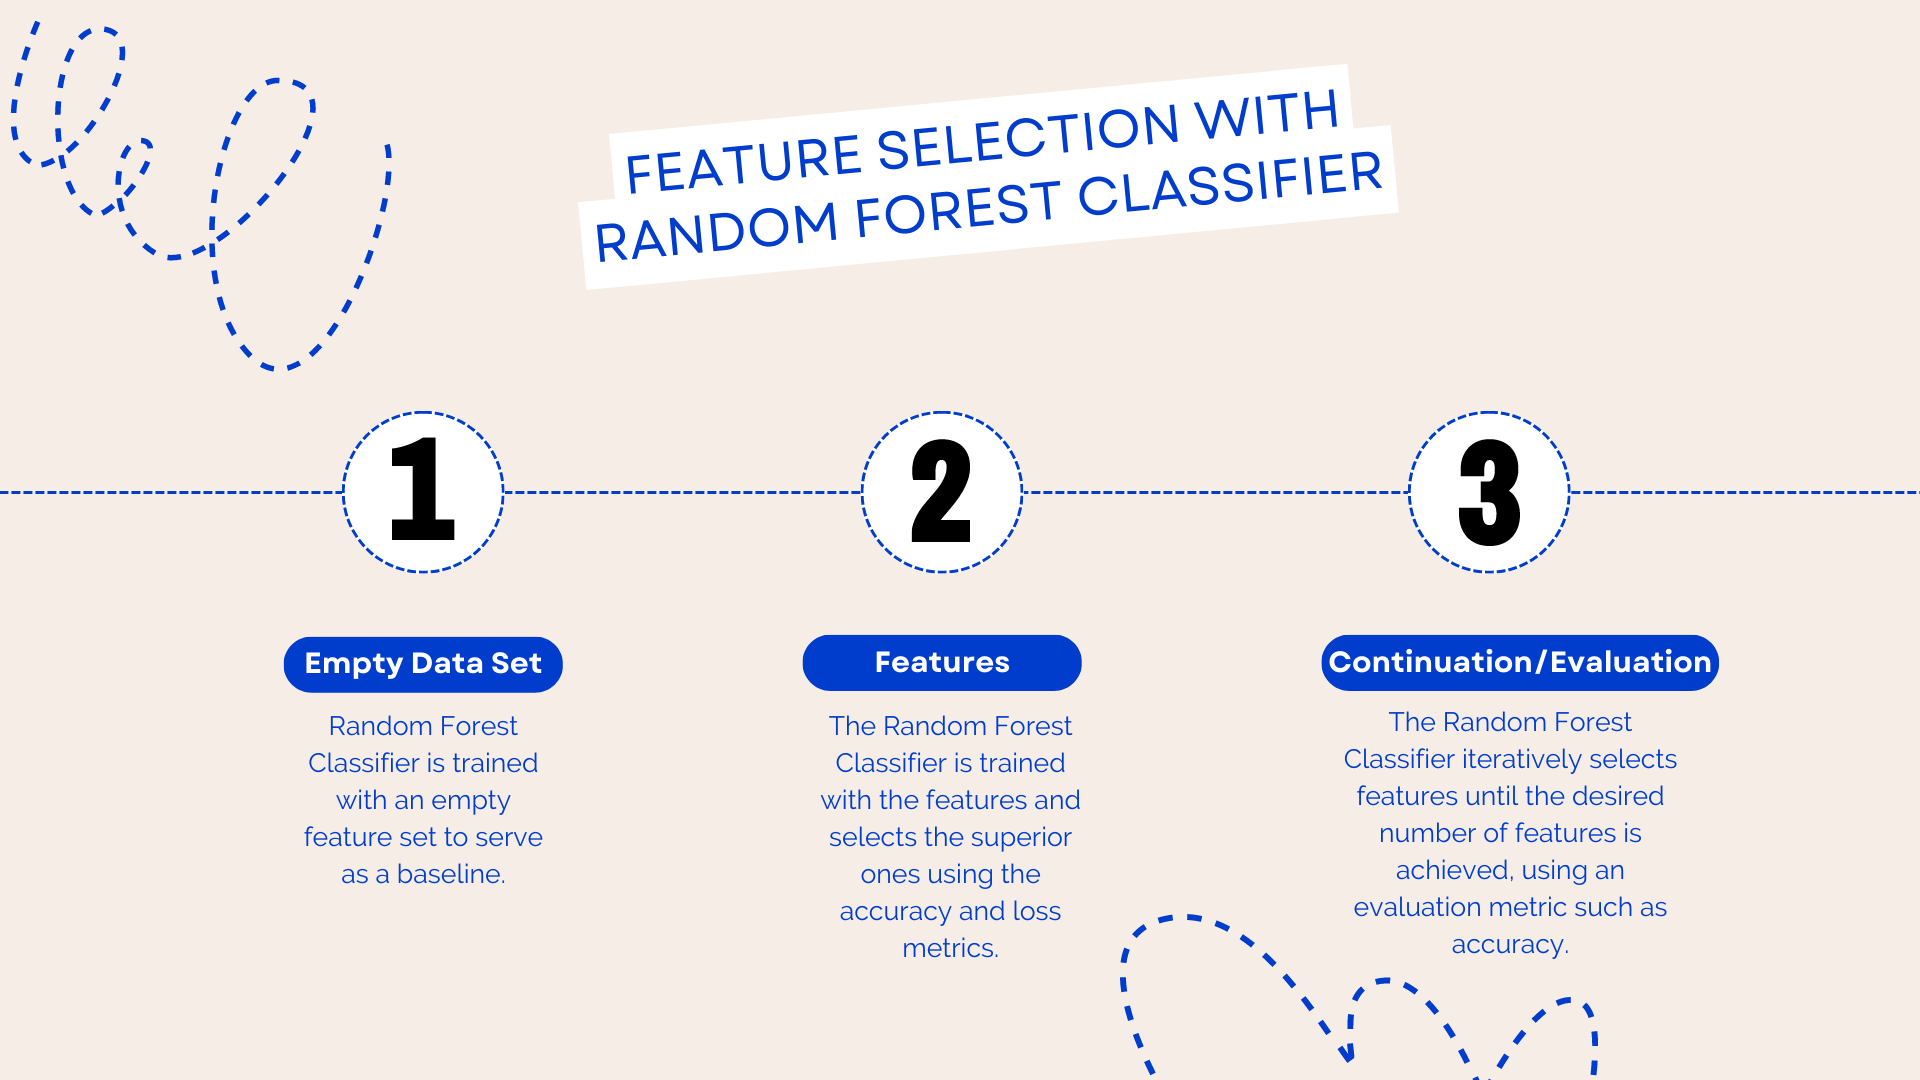 FEATURE SELECTION WITH
RANDOM FOREST CLASSIFIER
1
Empty Data Set
Random Forest
Classifier is trained
with an empty
feature set to serve
as a baseline.
2
Features
The Random Forest
Classifier is trained
with the features and
selects the superior
ones using the
accuracy and loss
metrics.
3
Continuation/Evaluation
The Random Forest
Classifier iteratively selects
features until the desired
number of features is
achieved, using an
evaluation metric such as
accuracy.